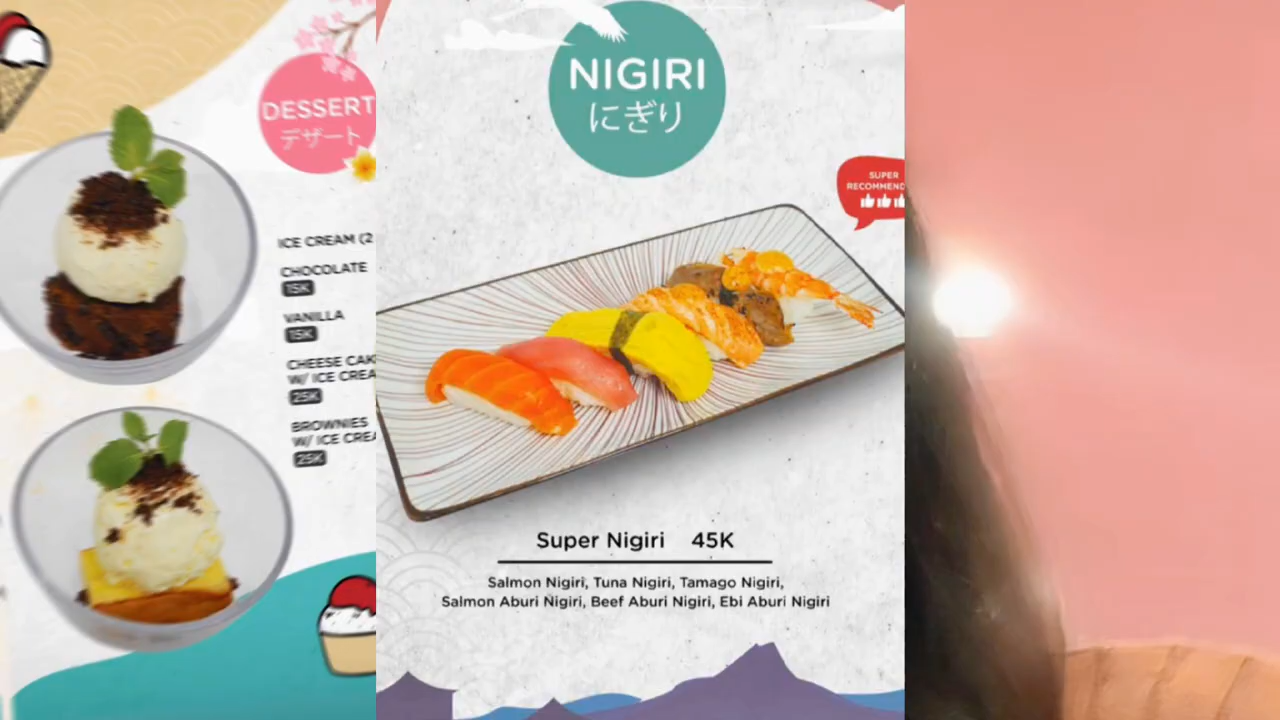 DESSERT
デザート
ICE CREAM (2
CHOCOLATE
15K
VANILLA
15K
CHEESE CAK
W/ ICE CREA
25K
BROWNIES
W/ ICE CREA
25K
NIGIRI
にぎり
SUPER
RECOMMEND
Super Nigiri 45K
Salmon Nigiri, Tuna Nigiri, Tamago Nigiri,
Salmon Aburi Nigiri, Beef Aburi Nigiri, Ebi Aburi Nigiri